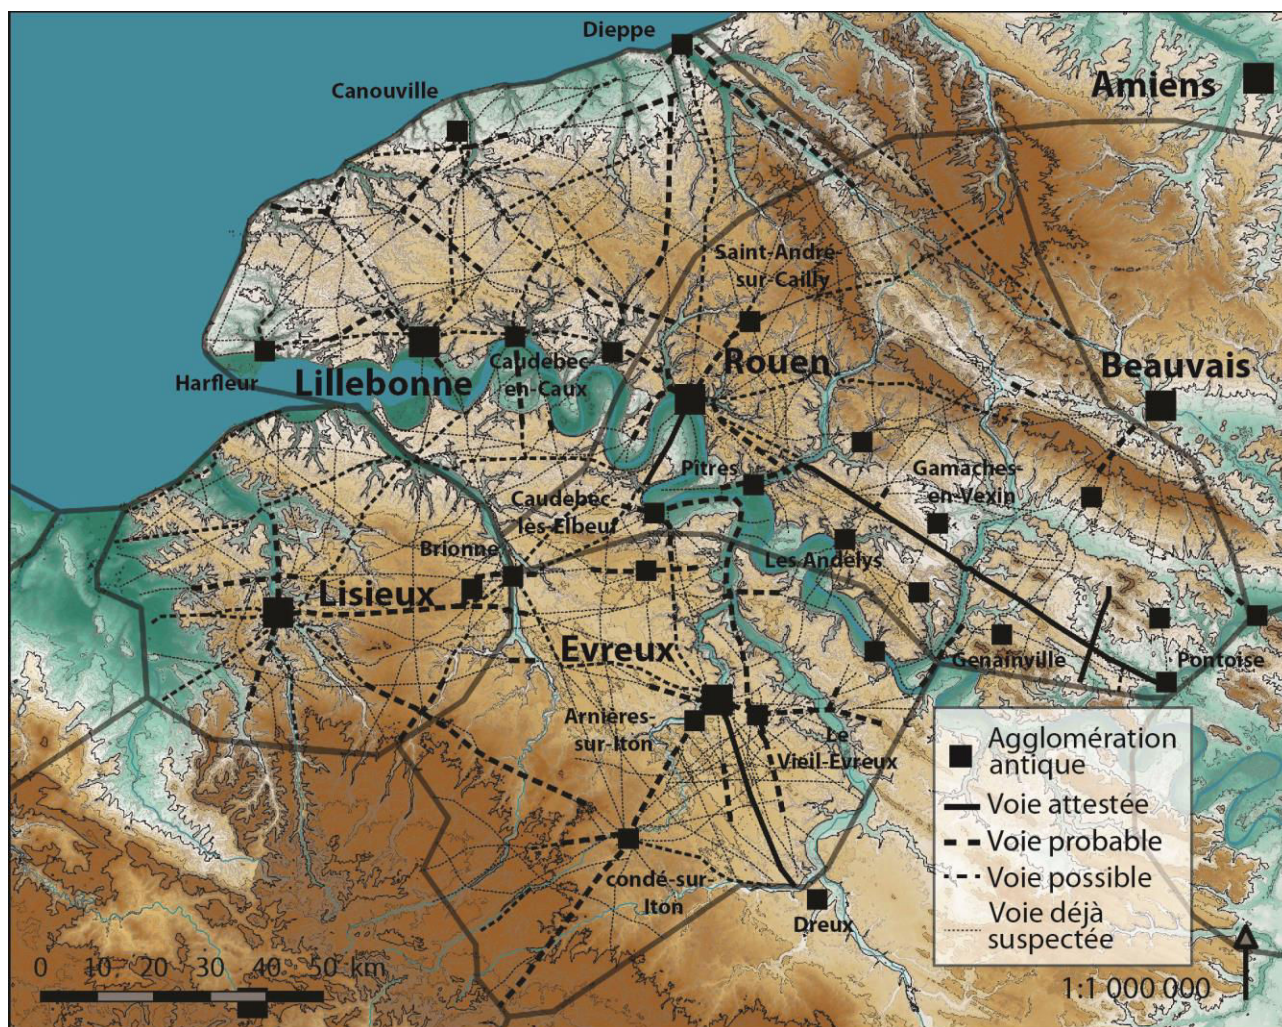 Dieppe
Amiens
Canouville
Saint-André-
sur-Cailly
Rouen
Beauvais
Harfleur
Lillebonne
Caudebec-
en-Caux
Pitres
Gamaches-
en-Vexin
Caudebec-
lès-Elbeuf
Brionne
Les Andelys
Lisieux
Evreux
Genainville
Pontoise
Arnières-
sur-Iton
Le
Vieil-Evreux
condé-sur-
Iton
Dreux
Agglomération
antique
Voie attestée
Voie probable
Voie possible
Voie déjà
suspectée
0 10 20 30 40 50 km
1:1 000 000